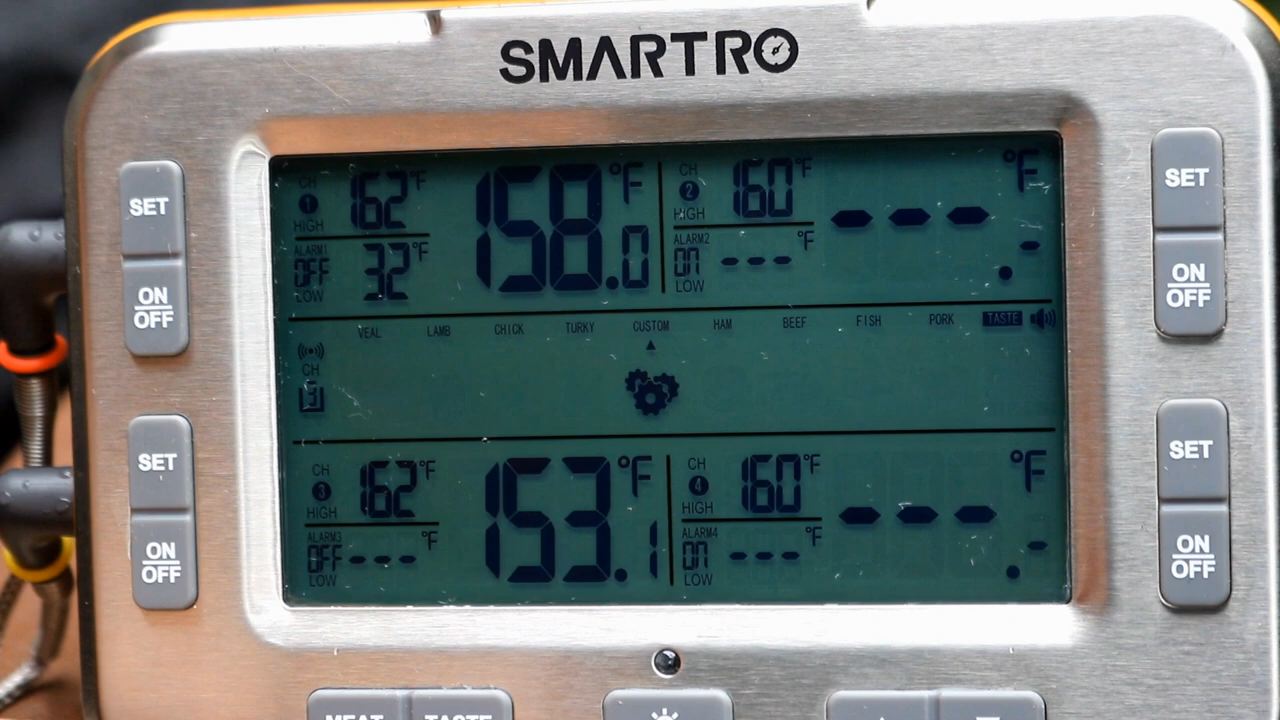 SMARTRO
SET
ON
OFF
SET
ON
OFF
CH 1 HIGH 162°F
ALARM1 OFF LOW 32°F
158.0°F
CH 2 HIGH 160°F
ALARM2 ON LOW ---°F
---.-°F
SET
ON
OFF
VEAL LAMB CHICK TURKY CUSTOM HAM BEEF FISH PORK TASTE
CH
3
CH 3 HIGH 162°F
ALARM3 OFF LOW ---°F
153.1°F
CH 4 HIGH 160°F
ALARM4 ON LOW ---°F
---.-°F
SET
ON
OFF
MEAT TASTE